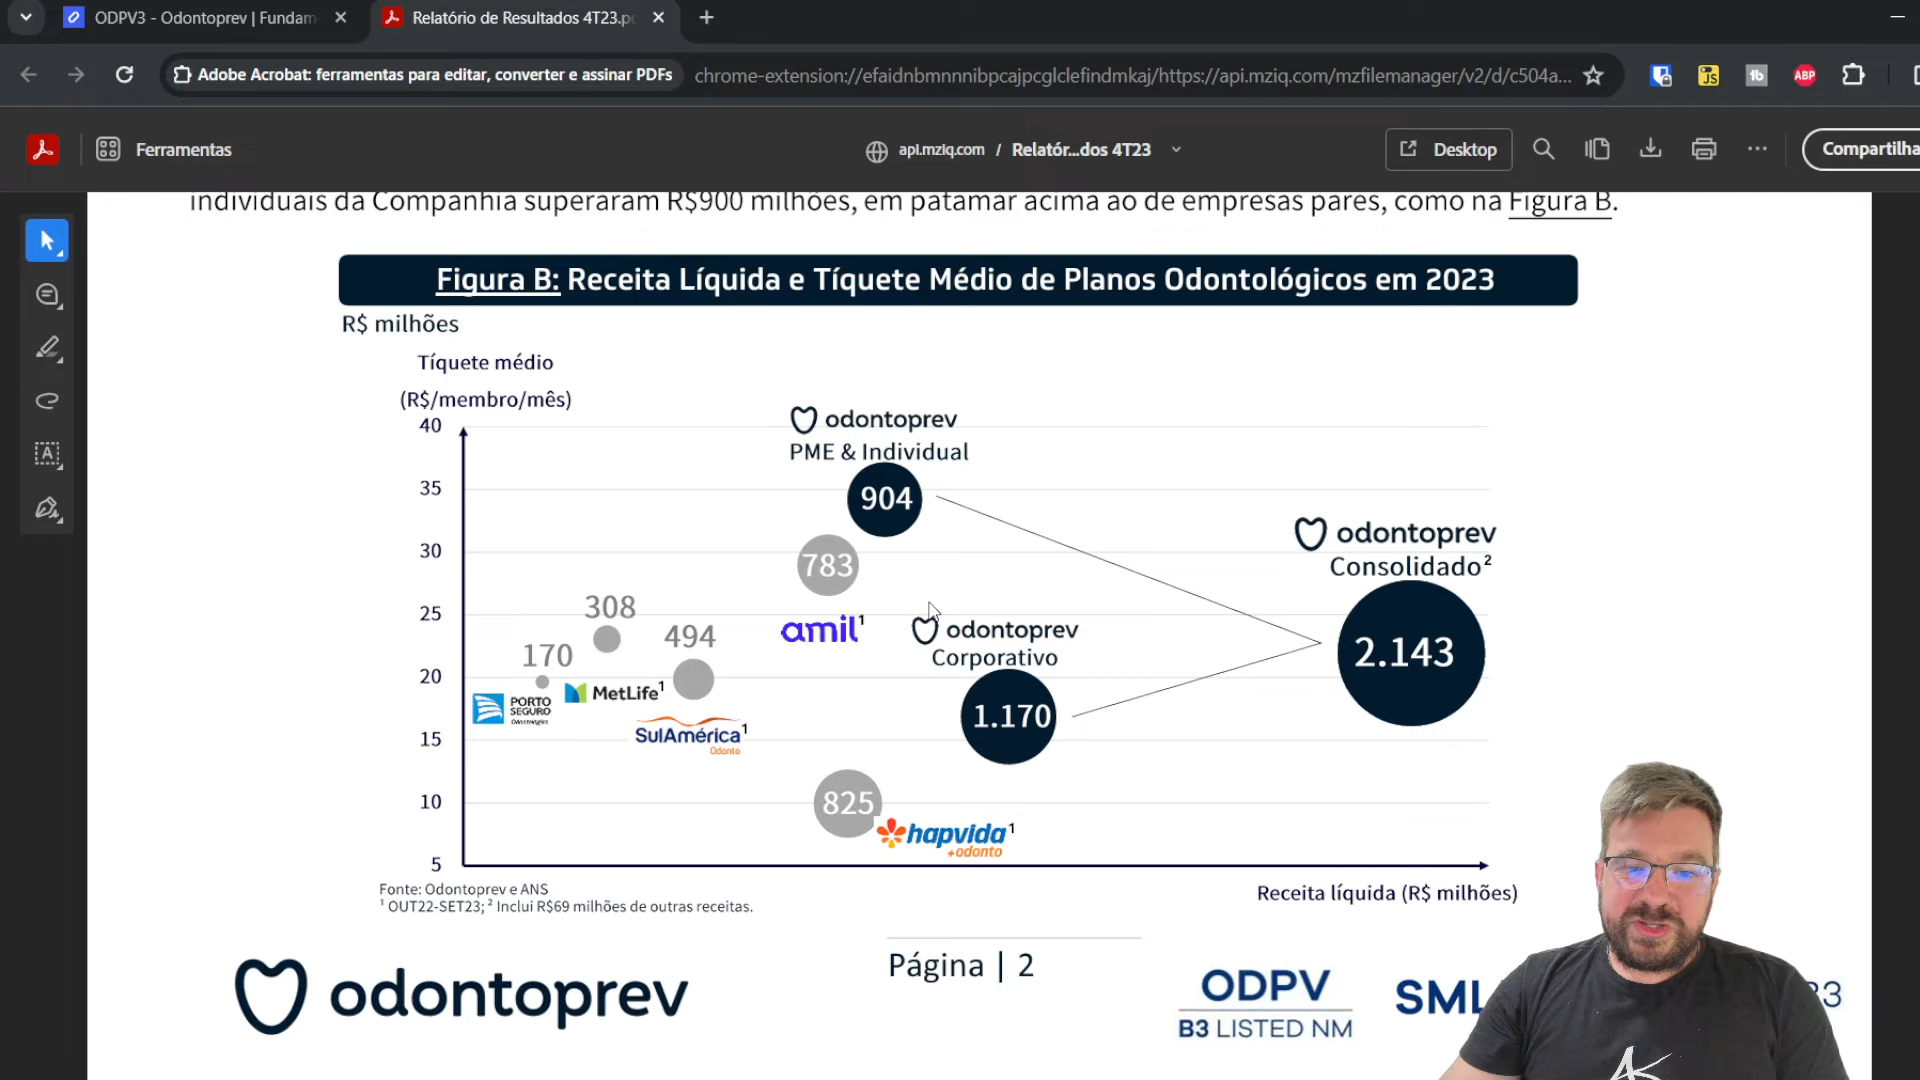 ODPV3 - Odontoprev | Fundam
Relatório de Resultados 4T23.p
Adobe Acrobat: ferramentas para editar, converter e assinar PDFs
chrome-extension://efaidnbmnnnibpcajpcglclefindmkaj/https://api.mziq.com/mzfilemanager/v2/d/c504a...
JS
tb
ABP
Ferramentas
api.mziq.com / Relatór...dos 4T23
Desktop
Compartilha
individuais da Companhia superaram R$900 milhões, em patamar acima ao de empresas pares, como na Figura B.
Figura B: Receita Líquida e Tíquete Médio de Planos Odontológicos em 2023
R$ milhões
Tíquete médio
(R$/membro/mês)
40
35
30
25
20
15
10
5
odontoprev
PME & Individual
904
783
amil¹
308
494
170
PORTO
SEGURO
Odontológico
MetLife¹
SulAmérica¹
Odonto
odontoprev
Corporativo
1.170
odontoprev
Consolidado²
2.143
825
hapvida¹
+odonto
Receita líquida (R$ milhões)
Fonte: Odontoprev e ANS
¹ OUT22-SET23; ² Inclui R$69 milhões de outras receitas.
odontoprev
Página | 2
ODPV
B3 LISTED NM
SML